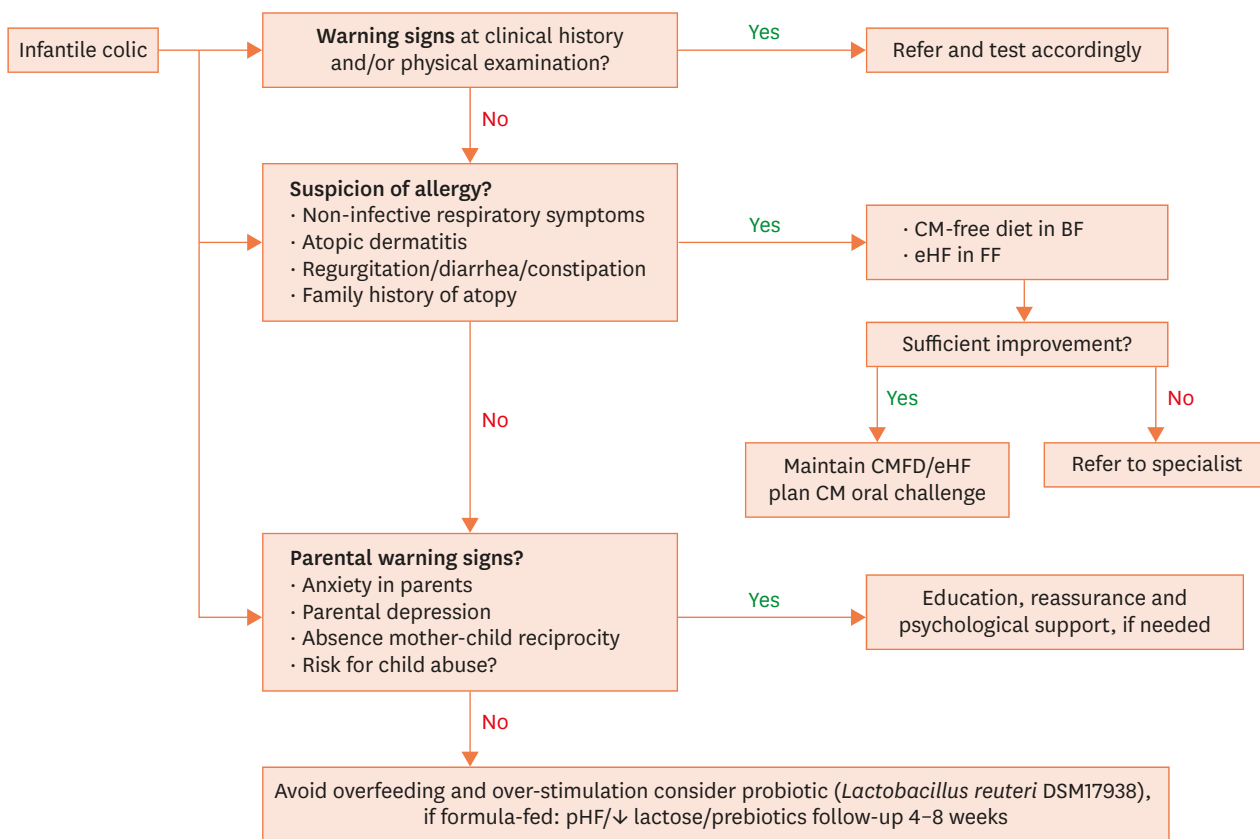 Infantile colic
Warning signs at clinical history
and/or physical examination?
Yes
Refer and test accordingly
No
Suspicion of allergy?
· Non-infective respiratory symptoms
· Atopic dermatitis
· Regurgitation/diarrhea/constipation
· Family history of atopy
Yes
· CM-free diet in BF
· eHF in FF
Sufficient improvement?
Yes
No
Maintain CMFD/eHF
plan CM oral challenge
Refer to specialist
No
Parental warning signs?
· Anxiety in parents
· Parental depression
· Absence mother-child reciprocity
· Risk for child abuse?
Yes
Education, reassurance and
psychological support, if needed
No
Avoid overfeeding and over-stimulation consider probiotic (Lactobacillus reuteri DSM17938),
if formula-fed: pHF/↓ lactose/prebiotics follow-up 4–8 weeks